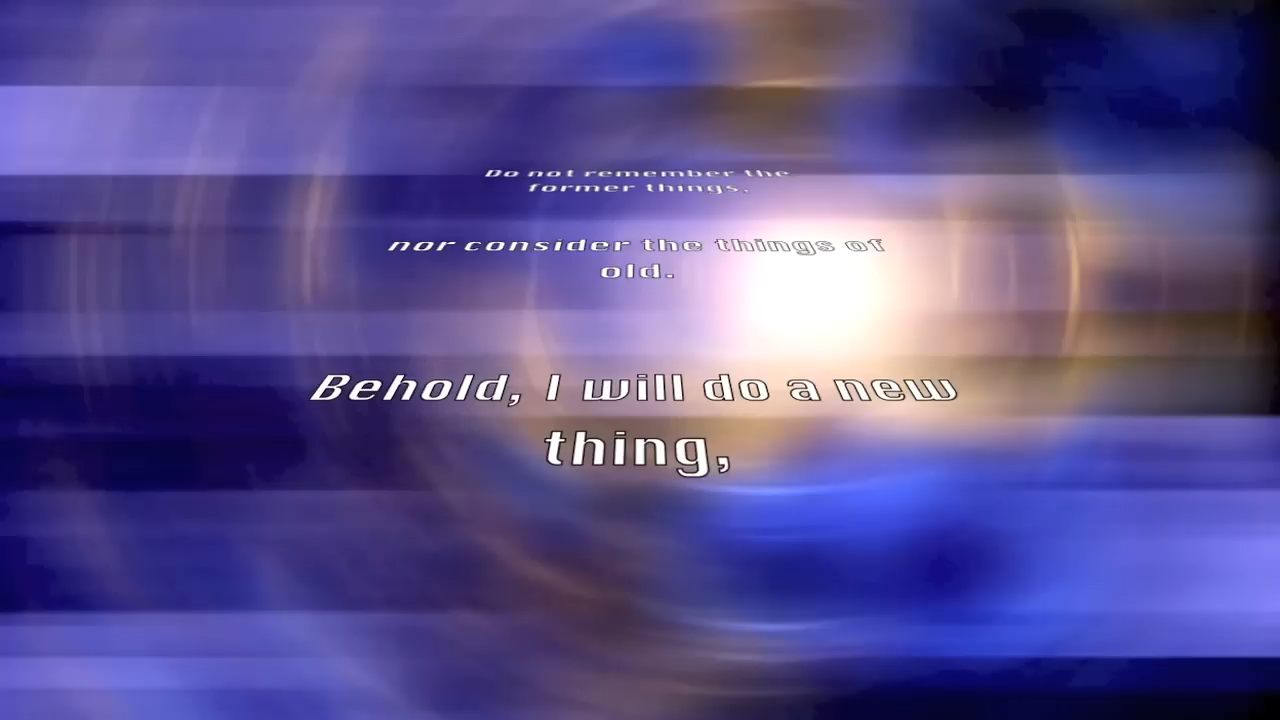 Do not remember the
former things,
nor consider the things of
old.
Behold, I will do a new
thing,